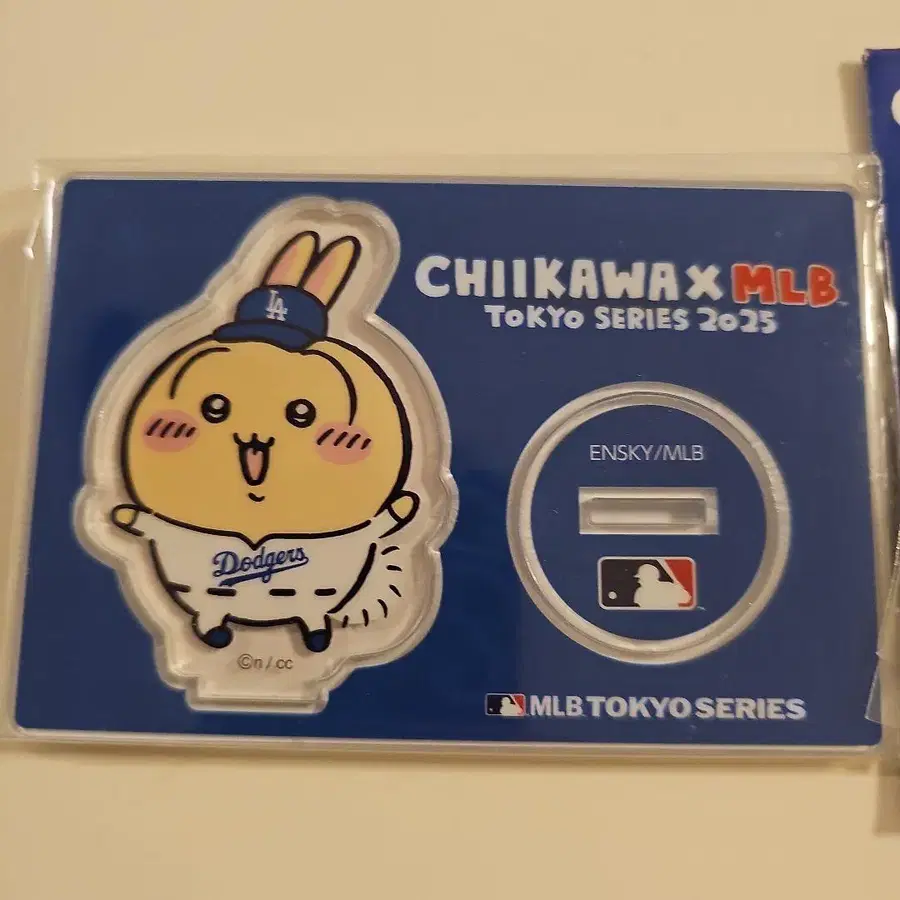 CHIIKAWA X MLB
TOKYO SERIES 2025
LA
ENSKY/MLB
Dodgers
©n / cc
MLB TOKYO SERIES